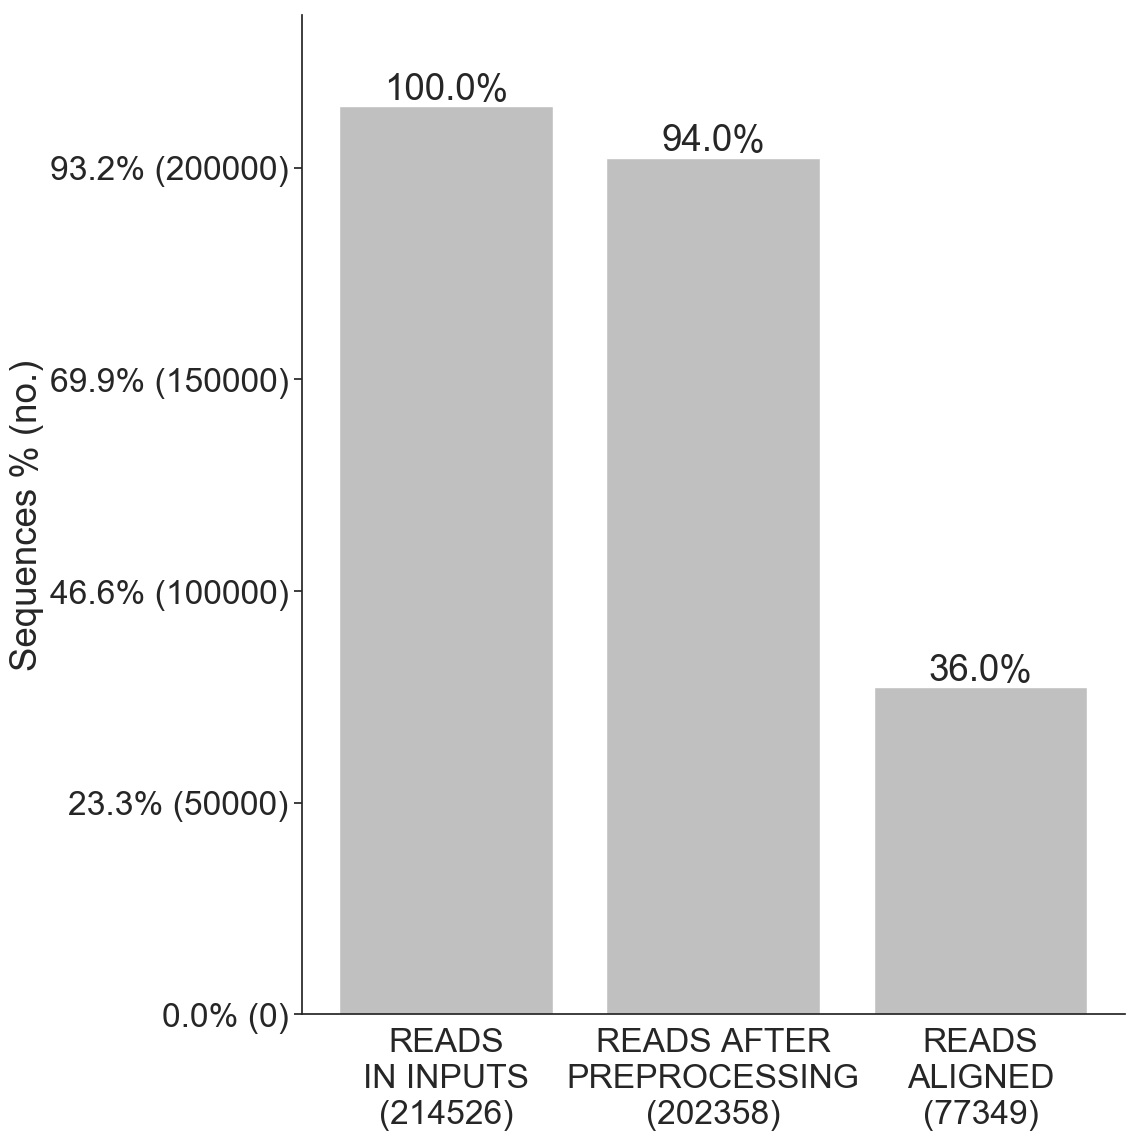 100.0%
94.0%
93.2% (200000)
69.9% (150000)
Sequences % (no.)
46.6% (100000)
36.0%
23.3% (50000)
0.0% (0)
READS
IN INPUTS
(214526)
READS AFTER
PREPROCESSING
(202358)
READS
ALIGNED
(77349)